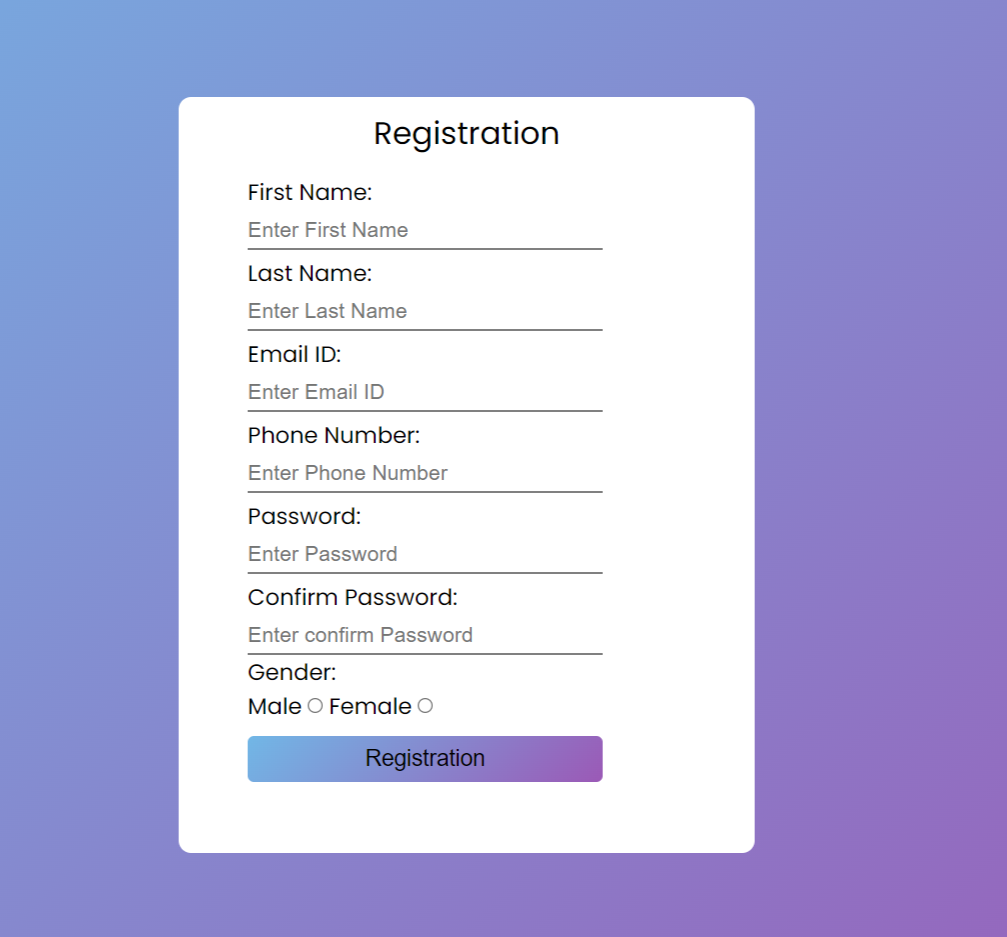 Registration
First Name:
Enter First Name
Last Name:
Enter Last Name
Email ID:
Enter Email ID
Phone Number:
Enter Phone Number
Password:
Enter Password
Confirm Password:
Enter confirm Password
Gender:
Male Female
Registration